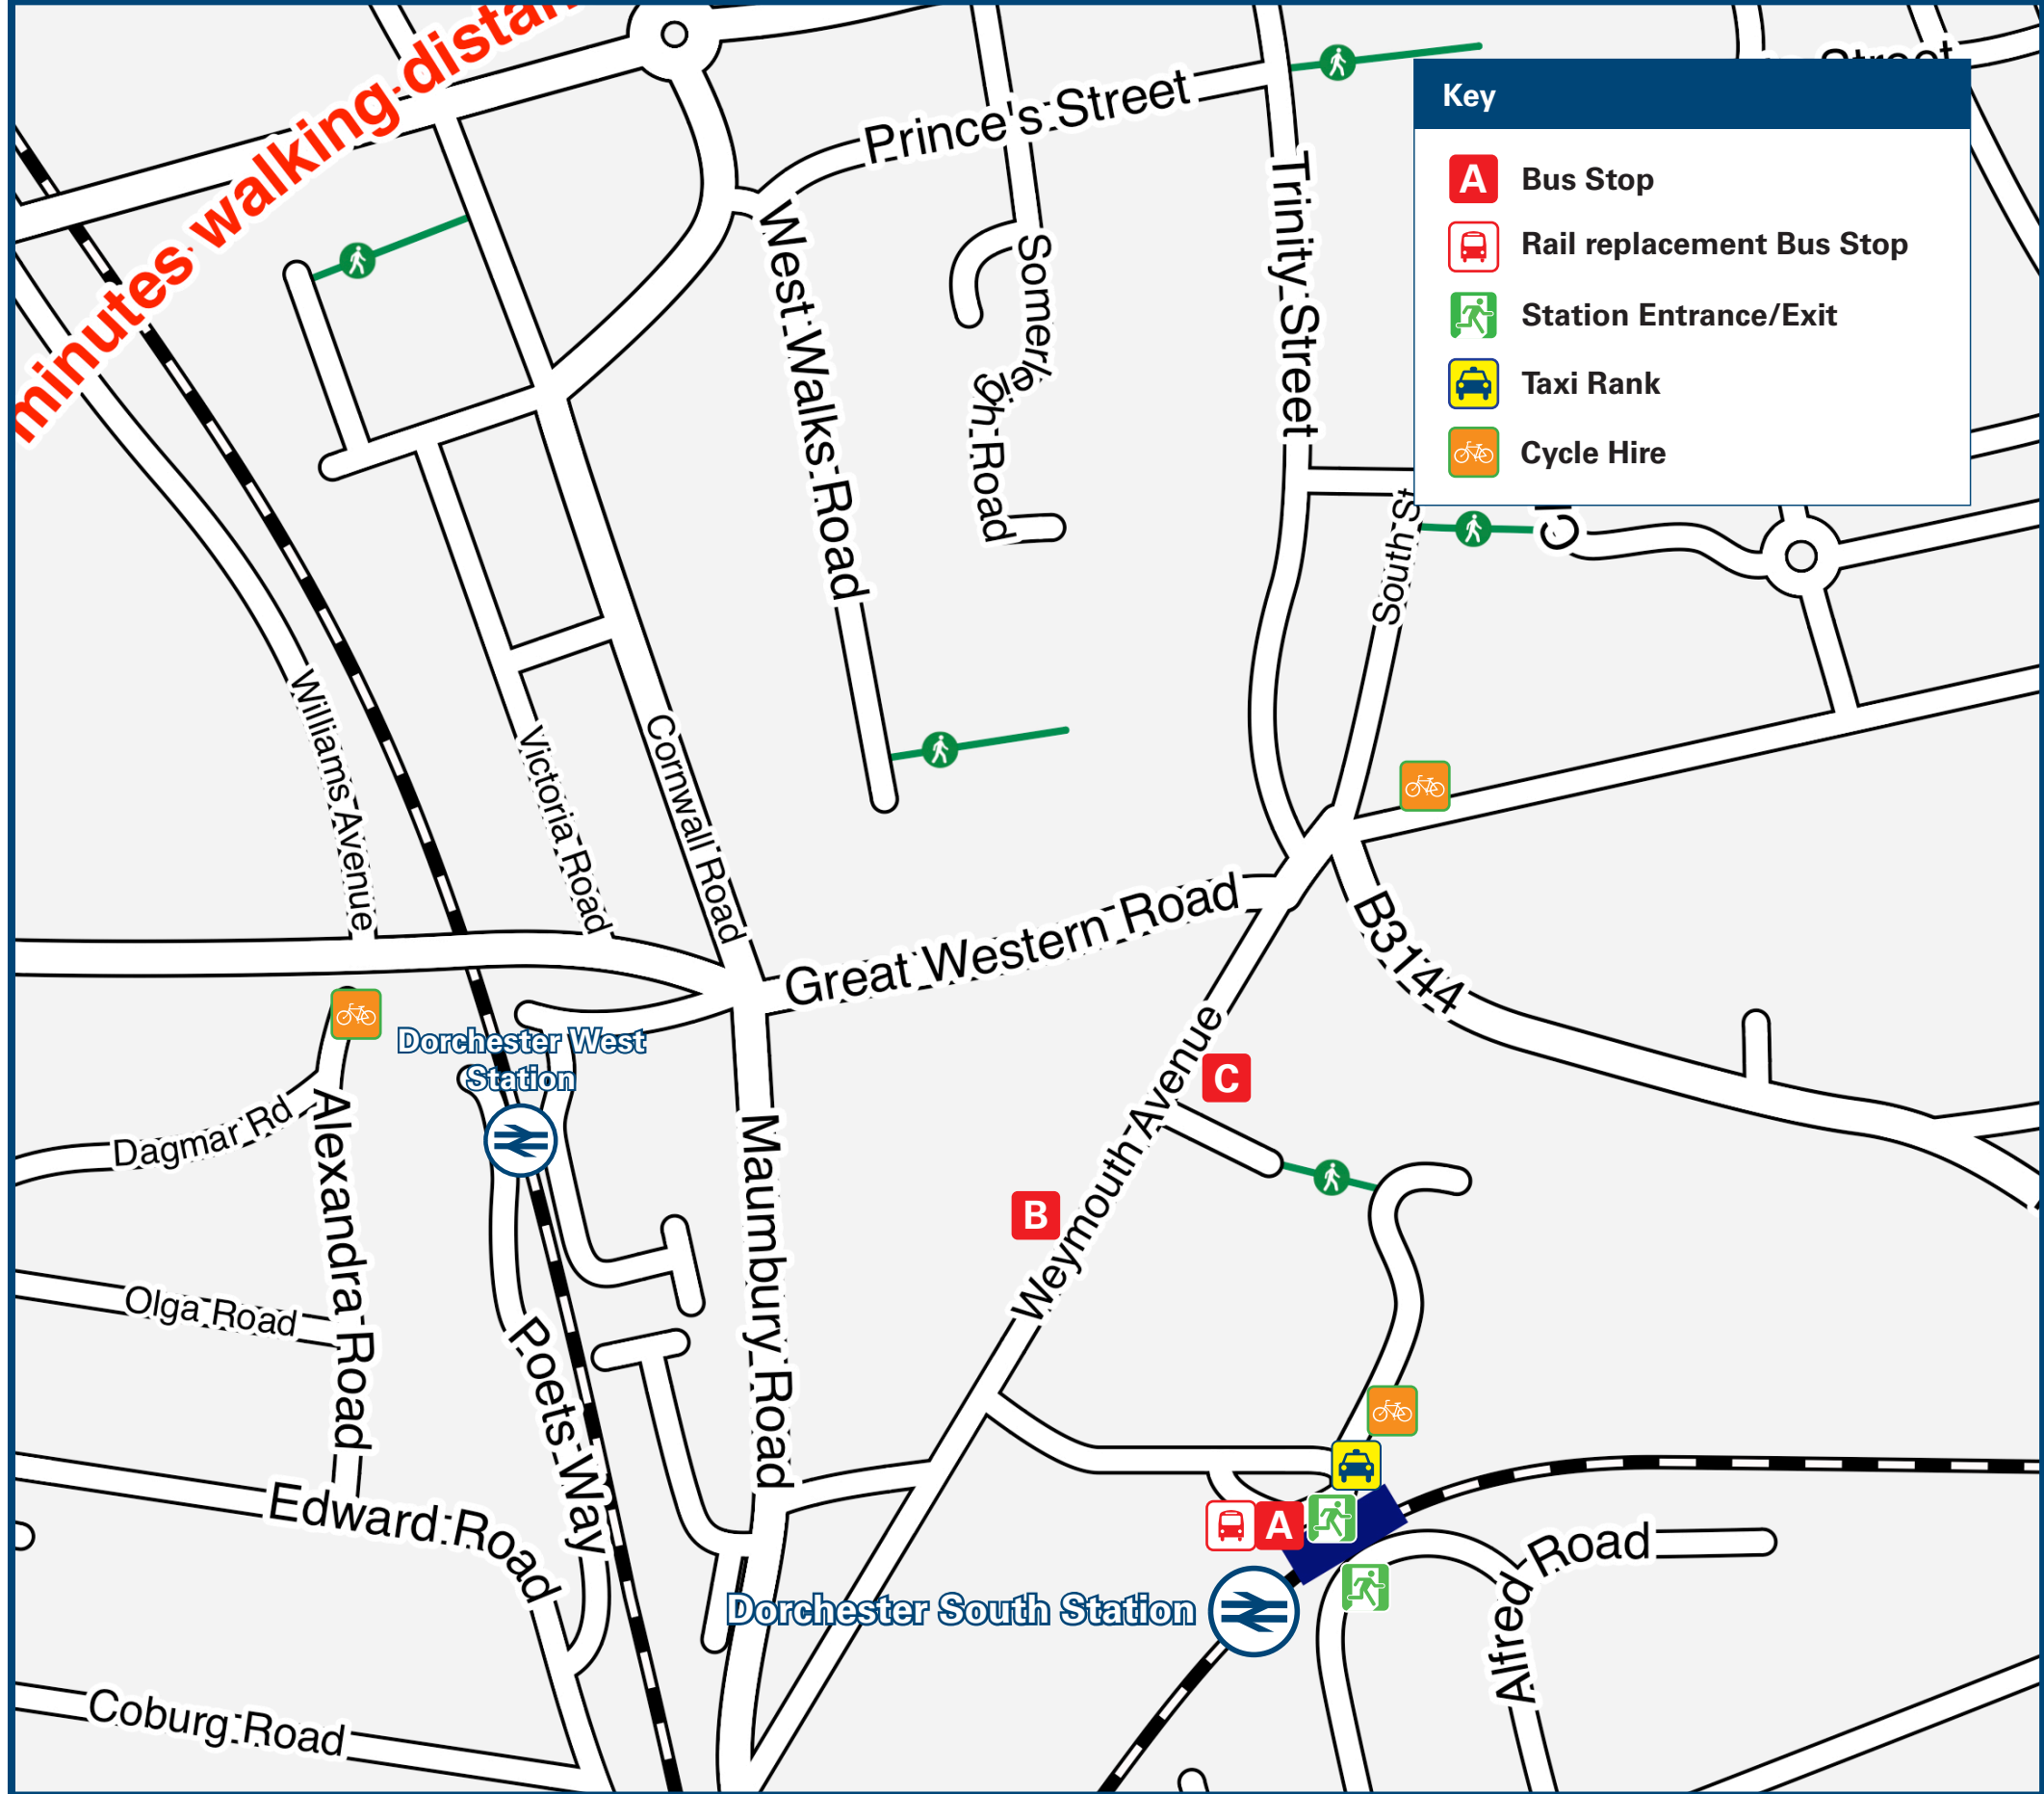 minutes walking distan
Street
Key
A Bus Stop
Rail replacement Bus Stop
Station Entrance/Exit
Taxi Rank
Cycle Hire
Prince's Street
Trinity Street
West Walks Road
Somerleigh Road
South St
Williams Avenue
Victoria Road
Cornwall Road
Great Western Road
B3144
Dorchester West
Station
Dagmar Rd
Alexandra Road
Maumbury Road
Weymouth Avenue
C
B
Olga Road
Poets Way
Edward Road
A
Dorchester South Station
Alfred Road
Coburg Road